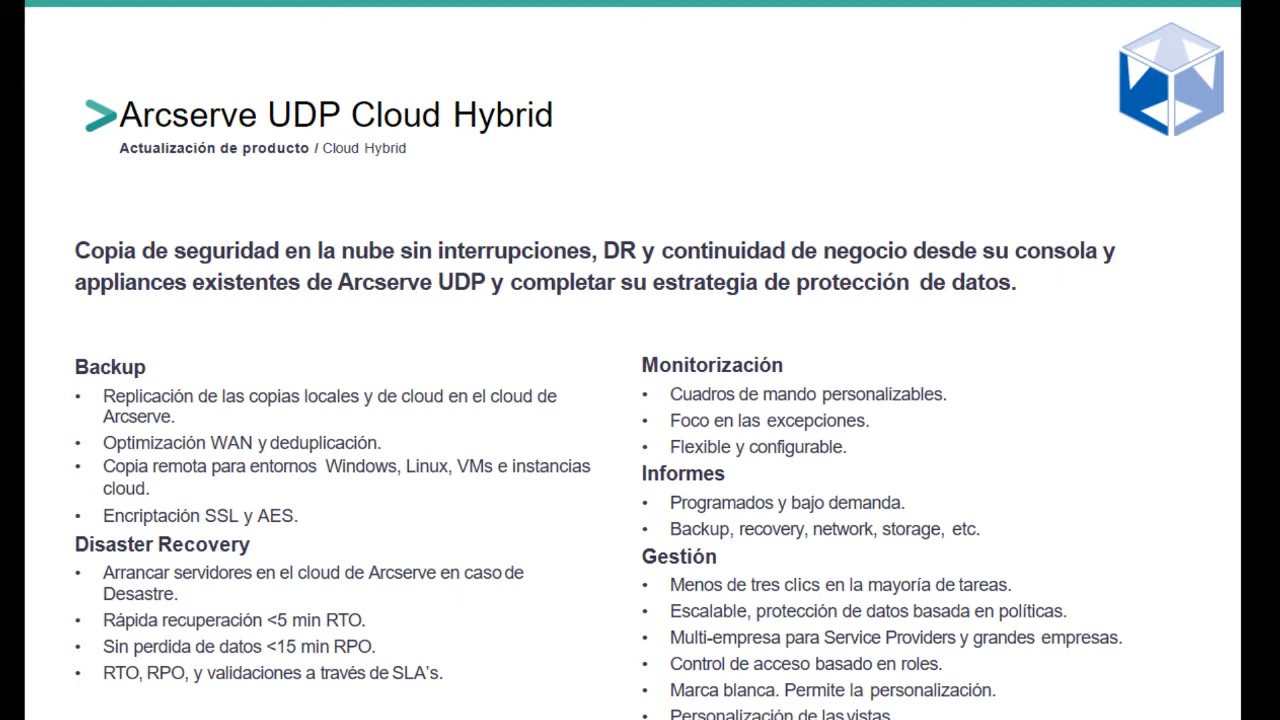 Arcserve UDP Cloud Hybrid
Actualización de producto / Cloud Hybrid
Copia de seguridad en la nube sin interrupciones, DR y continuidad de negocio desde su consola y
appliances existentes de Arcserve UDP y completar su estrategia de protección de datos.
Backup
• Replicación de las copias locales y de cloud en el cloud de
Arcserve.
• Optimización WAN y deduplicación.
• Copia remota para entornos Windows, Linux, VMs e instancias
cloud.
• Encriptación SSL y AES.
Disaster Recovery
• Arrancar servidores en el cloud de Arcserve en caso de
Desastre.
• Rápida recuperación <5 min RTO.
• Sin perdida de datos <15 min RPO.
• RTO, RPO, y validaciones a través de SLA's.
Monitorización
• Cuadros de mando personalizables.
• Foco en las excepciones.
• Flexible y configurable.
Informes
• Programados y bajo demanda.
• Backup, recovery, network, storage, etc.
Gestión
• Menos de tres clics en la mayoría de tareas.
• Escalable, protección de datos basada en políticas.
• Multi-empresa para Service Providers y grandes empresas.
• Control de acceso basado en roles.
• Marca blanca. Permite la personalización.
• Personalización de las vistas.